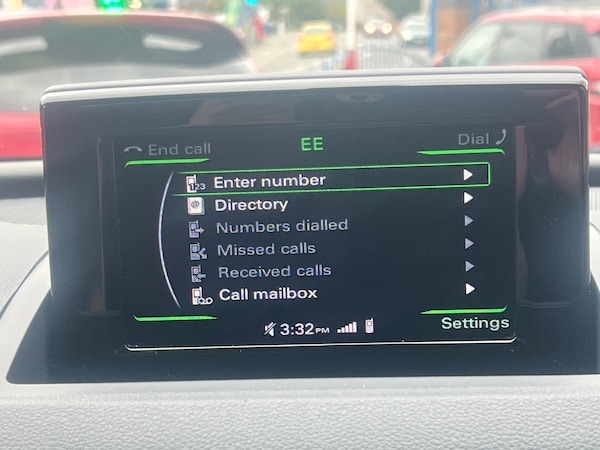 End call
EE
Dial
Enter number
Directory
Numbers dialled
Missed calls
Received calls
Call mailbox
3:32PM
Settings